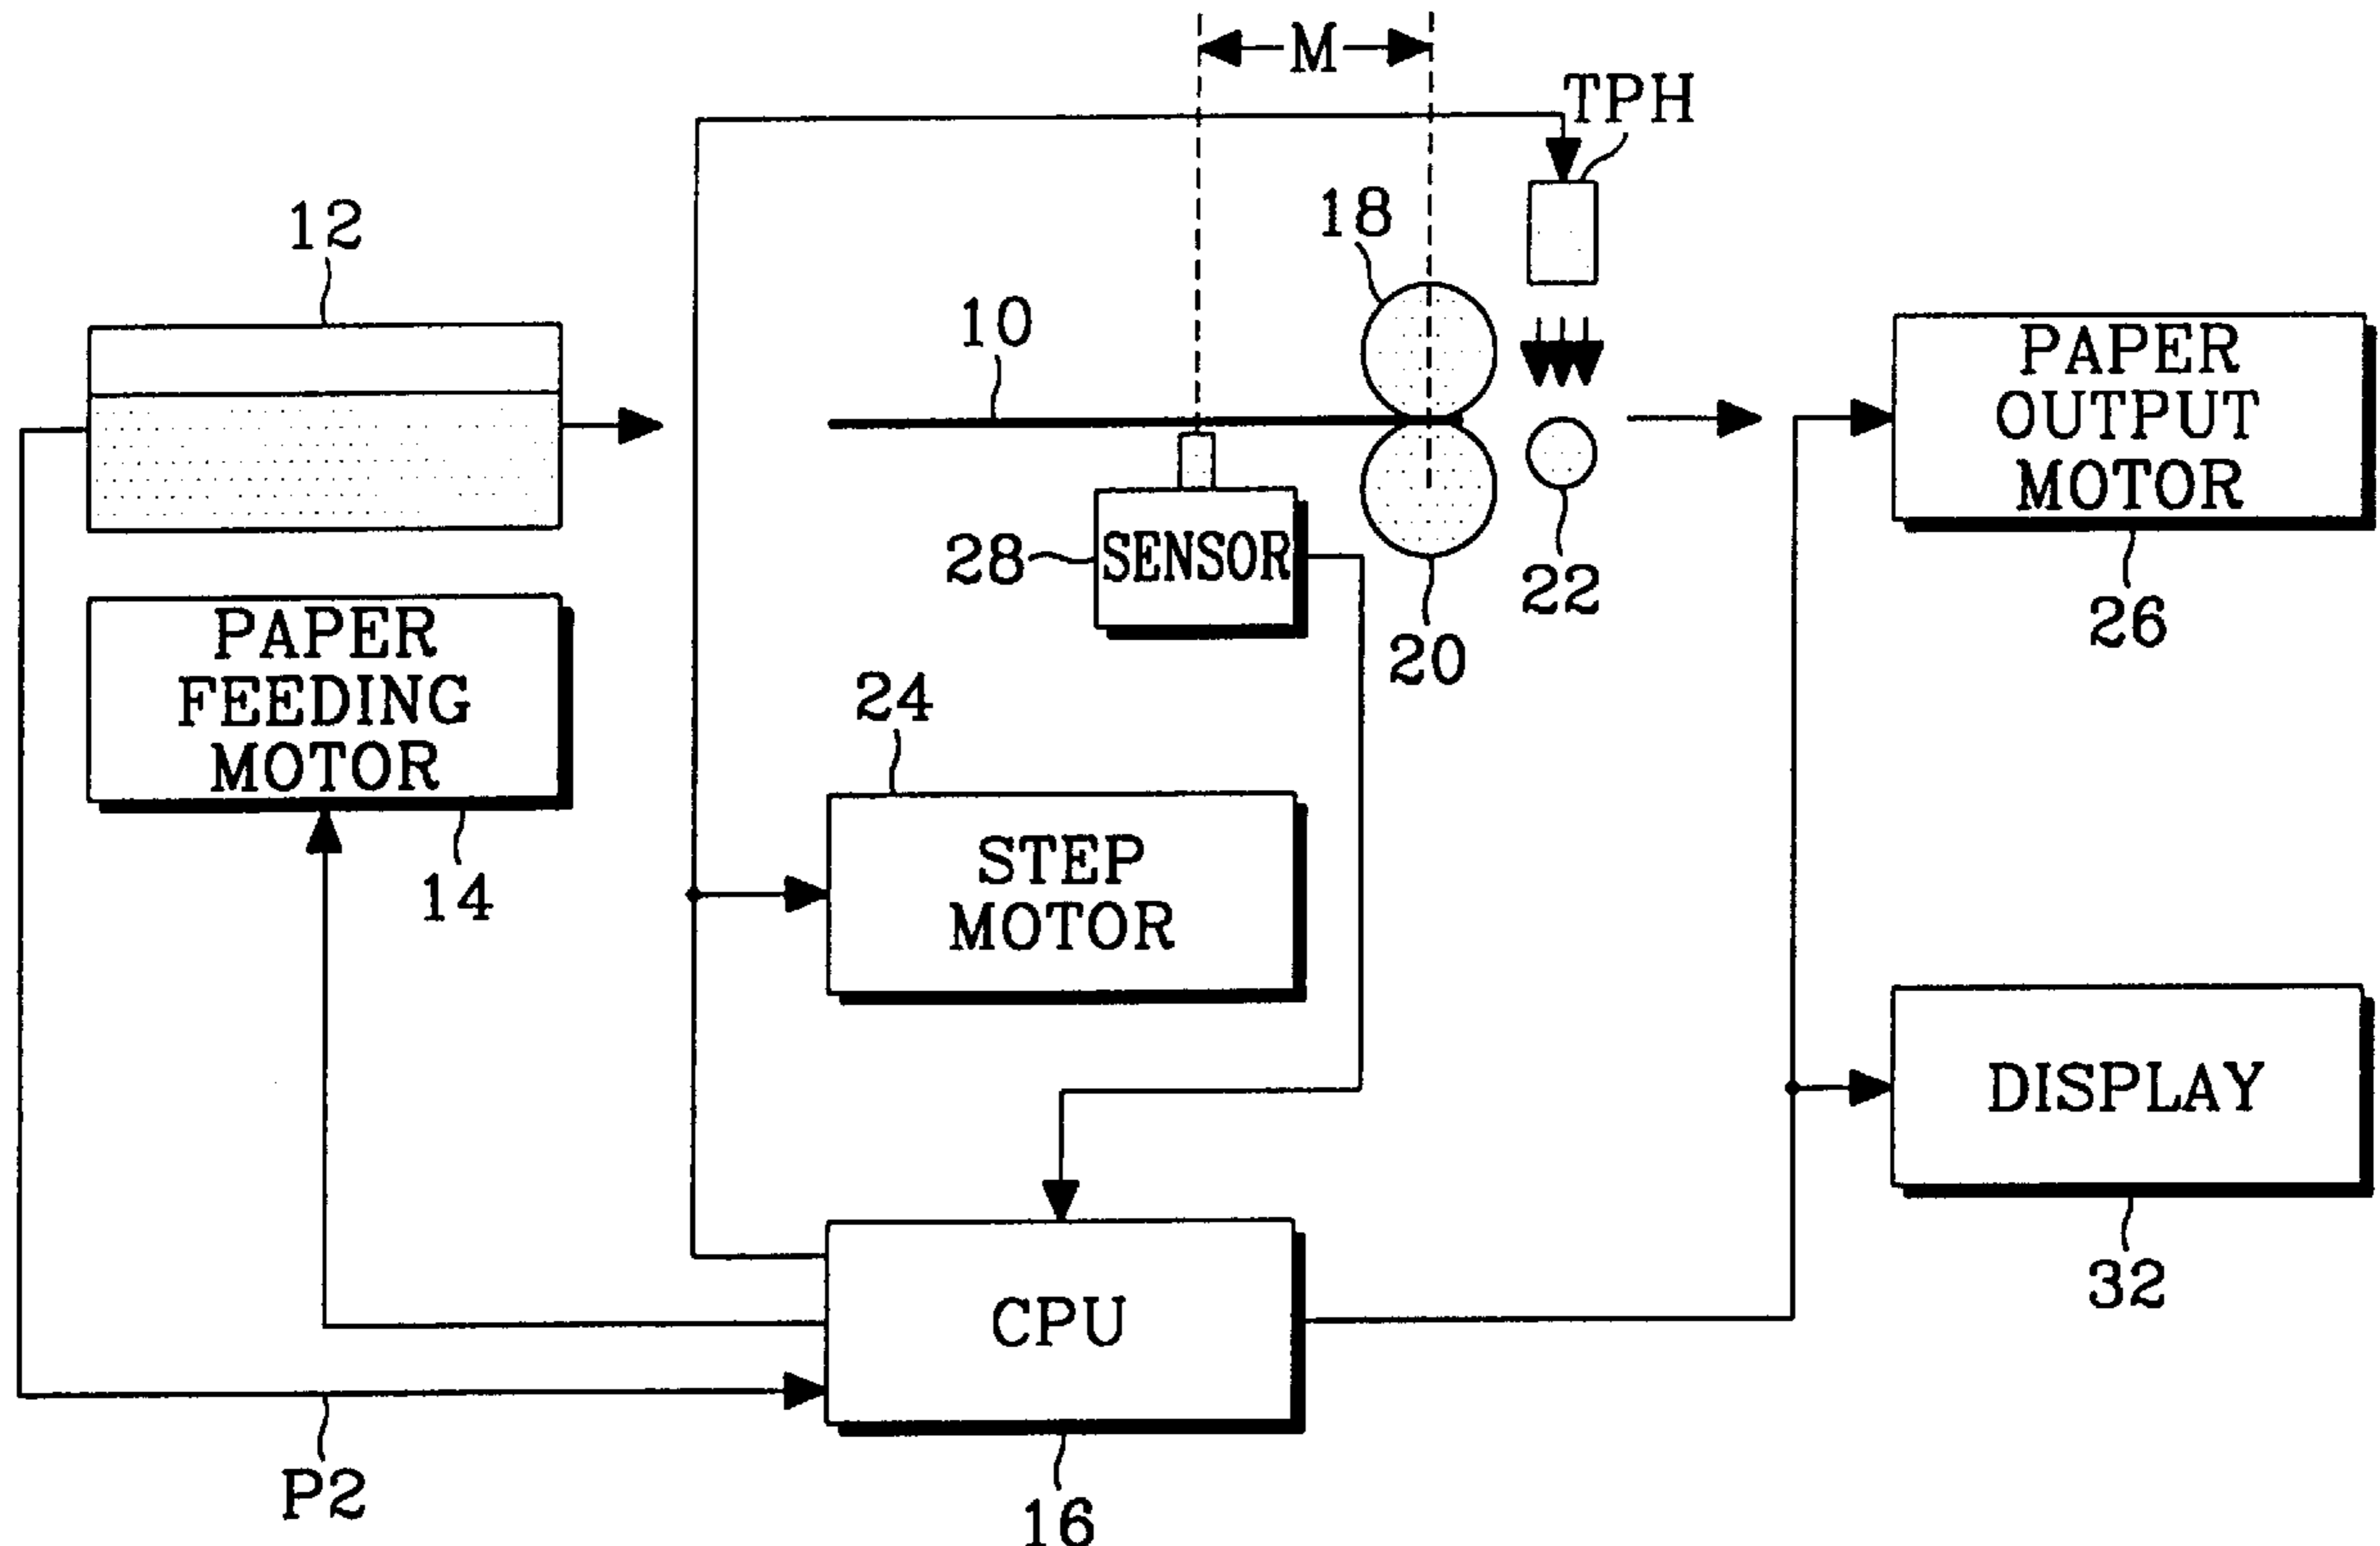 M
TPH
12
18
10
PAPER
OUTPUT
MOTOR
28
SENSOR
22
26
20
PAPER
FEEDING
MOTOR
24
14
STEP
MOTOR
DISPLAY
32
CPU
P2
16